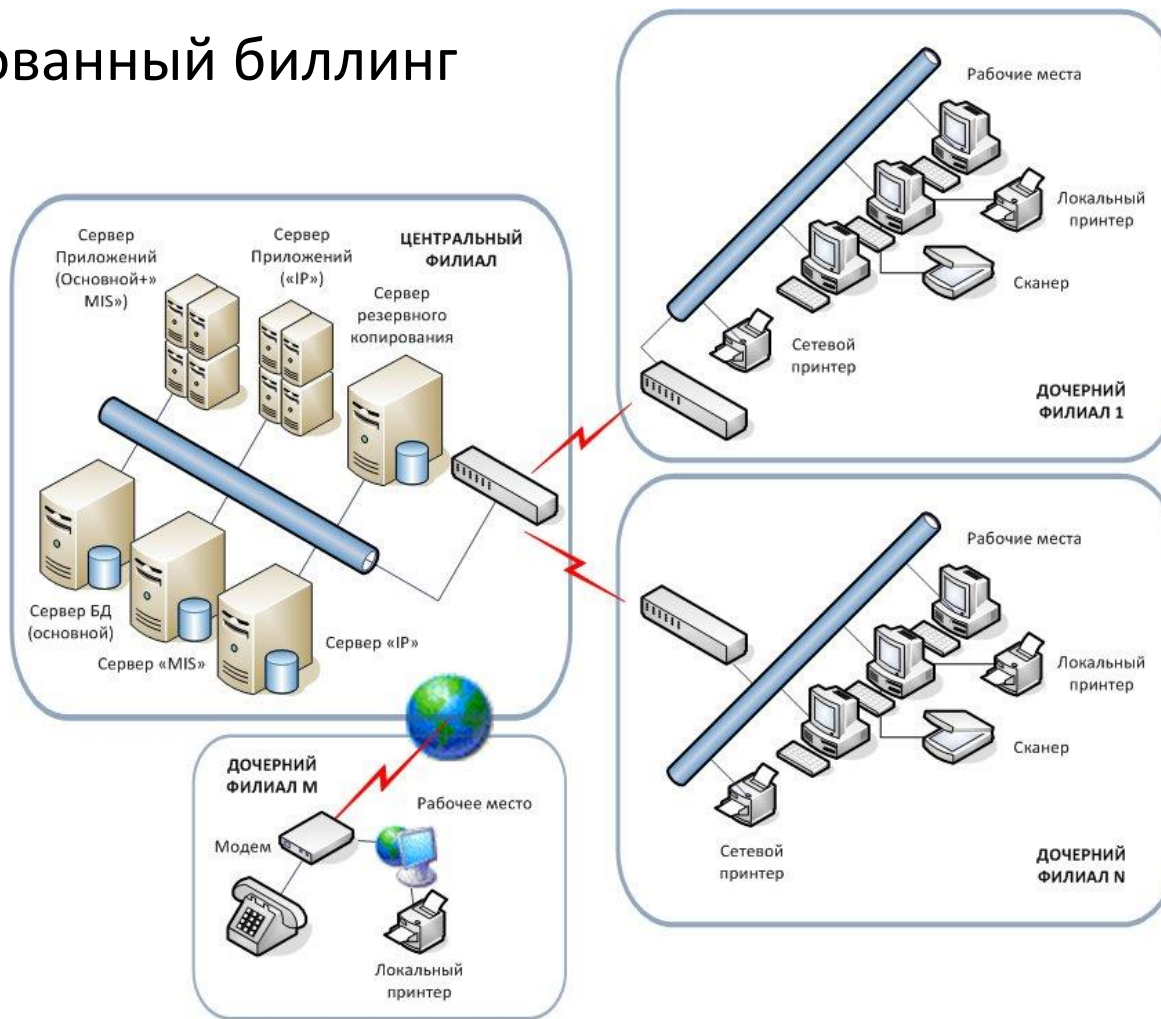 ованный биллинг
Сервер
Приложений
(Основной+»
MIS»)
Сервер
Приложений
(«IP»)
ЦЕНТРАЛЬНЫЙ
ФИЛИАЛ
Сервер
резервного
копирования
Сервер БД
(основной)
Сервер «MIS»
Сервер «IP»
Рабочие места
Локальный
принтер
Сканер
Сетевой
принтер
ДОЧЕРНИЙ
ФИЛИАЛ 1
Рабочие места
Локальный
принтер
Сканер
Сетевой
принтер
ДОЧЕРНИЙ
ФИЛИАЛ N
ДОЧЕРНИЙ
ФИЛИАЛ М
Рабочее место
Модем
Локальный
принтер